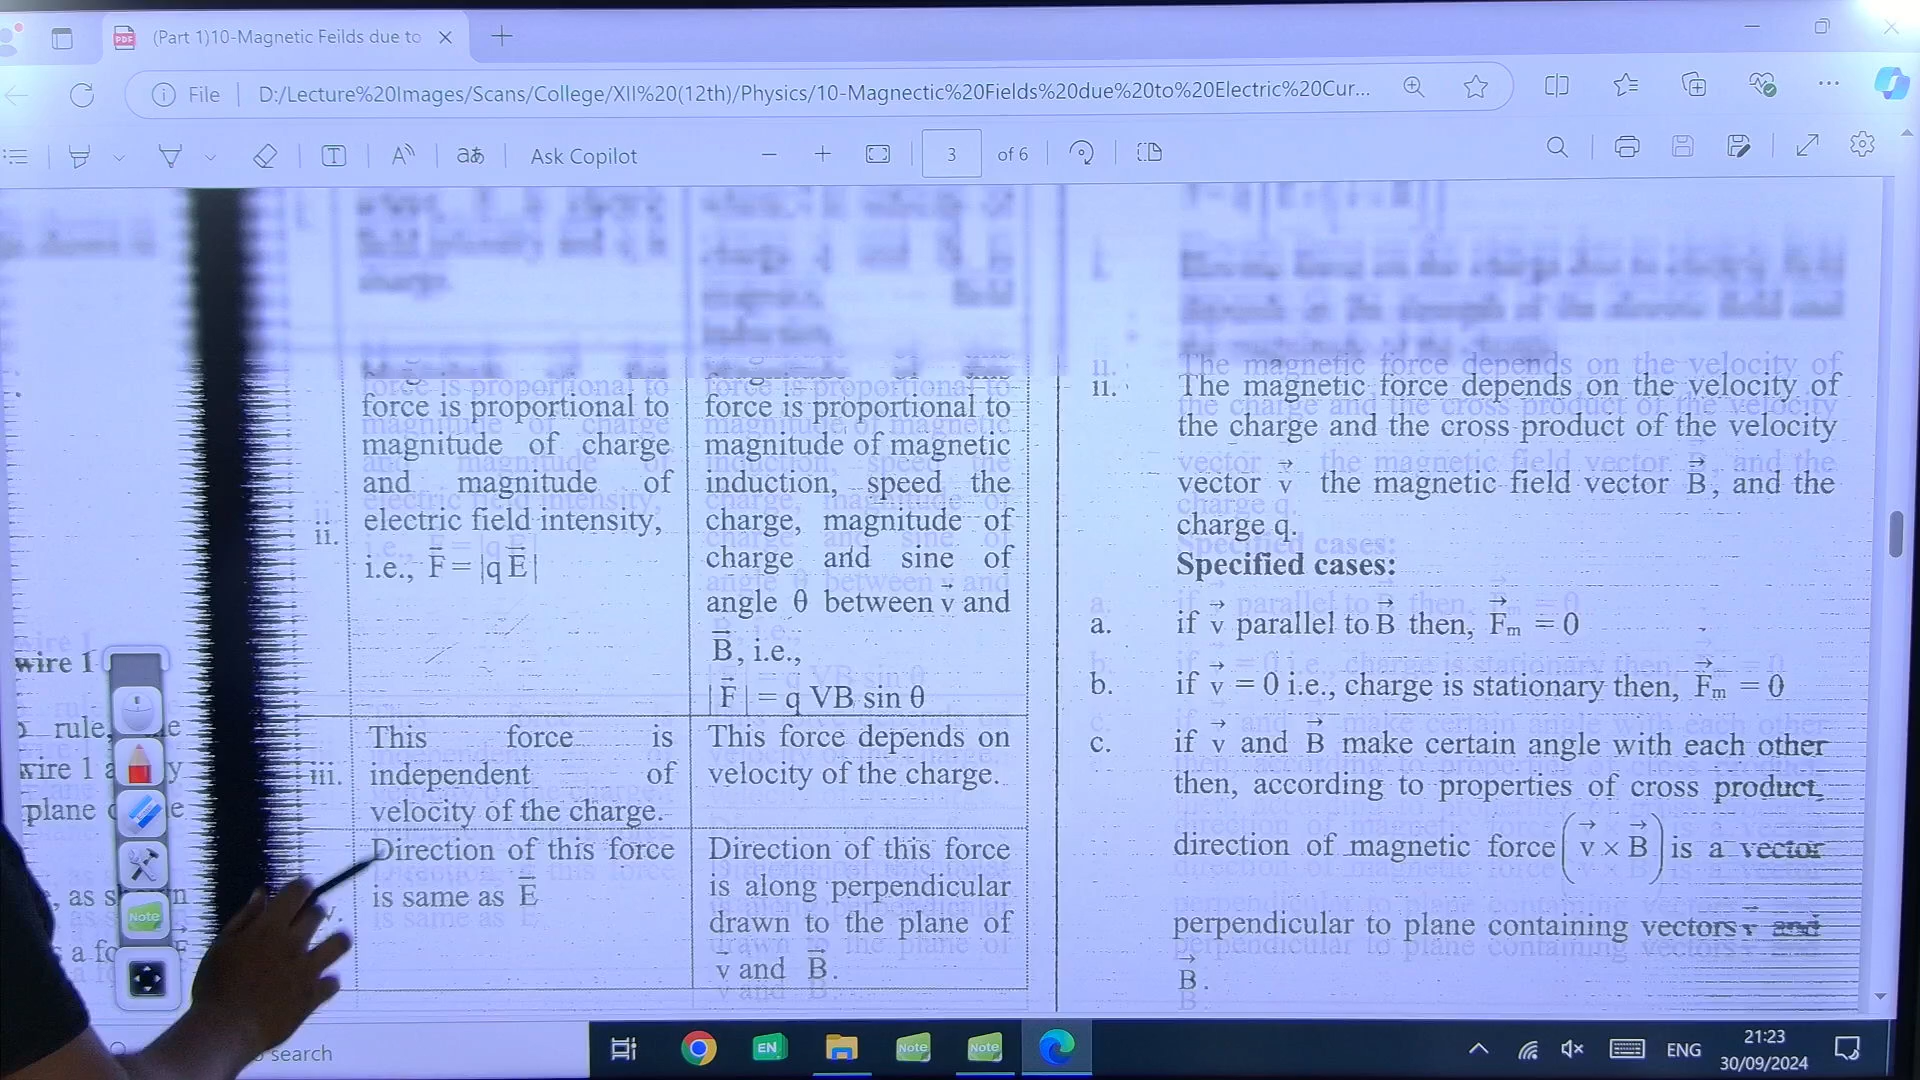 (Part 1)10-Magnetic Feilds due to
File
D:/Lecture%20Images/Scans/College/XII%20(12th)/Physics/10-Magnectic%20Fields%20due%20to%20Electric%20Cur...
Ask Copilot
3 of 6
field intensity and q is
charge.
force is proportional to
magnitude of charge
and magnitude of
ii. electric field intensity,
i.e., F̄ = |q Ē|
force is proportional to
magnitude of magnetic
induction, speed the
charge, magnitude of
charge and sine of
angle θ between v⃗ and
B̄, i.e.,
|F̄| = q VB sin θ
iii. This force is
independent of
velocity of the charge.
This force depends on
velocity of the charge.
Direction of this force
is same as Ē
Direction of this force
is along perpendicular
drawn to the plane of
v̄ and B̄.
ii. The magnetic force depends on the velocity of
the charge and the cross product of the velocity
vector v⃗ the magnetic field vector B⃗, and the
charge q.
Specified cases:
a. if v⃗ parallel to B⃗ then, F⃗m = 0
b. if v⃗ = 0 i.e., charge is stationary then, F⃗m = 0
c. if v⃗ and B⃗ make certain angle with each other
then, according to properties of cross product,
direction of magnetic force (v⃗ × B⃗) is a vector
perpendicular to plane containing vectors v⃗ and
B⃗.
wire 1
rule,
wire 1
plane
as
a
Note
search
EN
Note
Note
ENG
21:23
30/09/2024